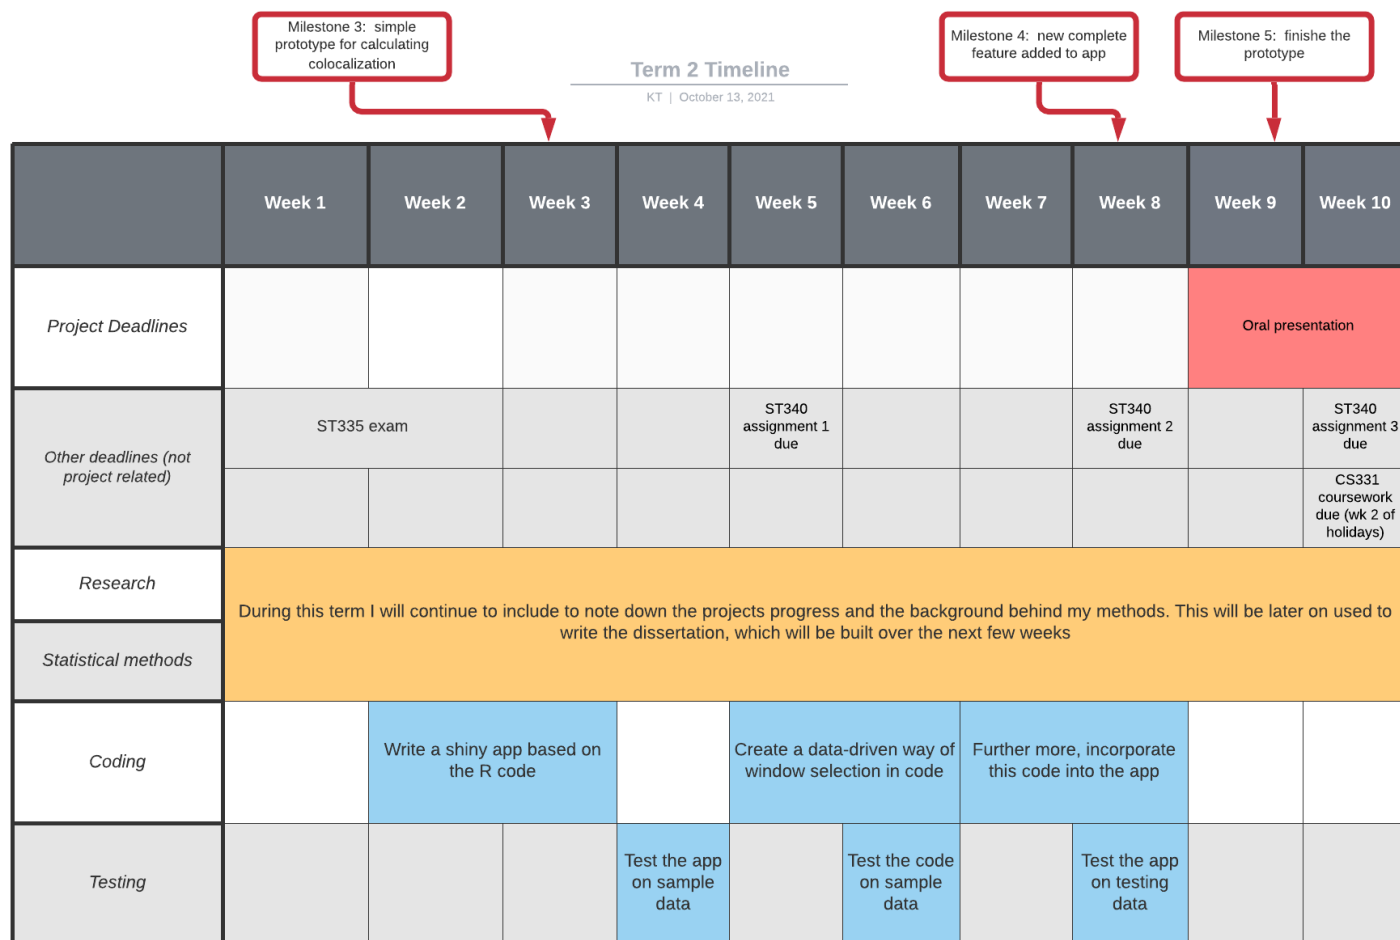 Milestone 3:  simple
prototype for calculating
colocalization
Milestone 4:  new complete
feature added to app
Milestone 5:  finishe the
prototype
Term 2 Timeline
KT  |  October 13, 2021
Week 1
Week 2
Week 3
Week 4
Week 5
Week 6
Week 7
Week 8
Week 9
Week 10
Project Deadlines
Oral presentation
Other deadlines (not
project related)
ST335 exam
ST340
assignment 1
due
ST340
assignment 2
due
ST340
assignment 3
due
CS331
coursework
due (wk 2 of
holidays)
Research
Statistical methods
During this term I will continue to include to note down the projects progress and the background behind my methods. This will be later on used to
write the dissertation, which will be built over the next few weeks
Coding
Write a shiny app based on
the R code
Create a data-driven way of
window selection in code
Further more, incorporate
this code into the app
Testing
Test the app
on sample
data
Test the code
on sample
data
Test the app
on testing
data